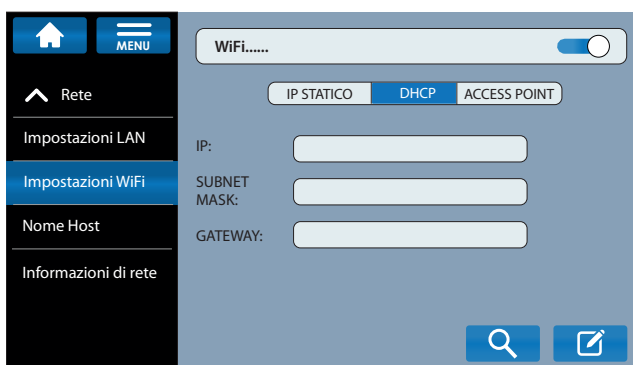 MENU
WiFi......
Rete
IP STATICO DHCP ACCESS POINT
Impostazioni LAN
IP:
Impostazioni WiFi
SUBNET
MASK:
Nome Host
GATEWAY:
Informazioni di rete